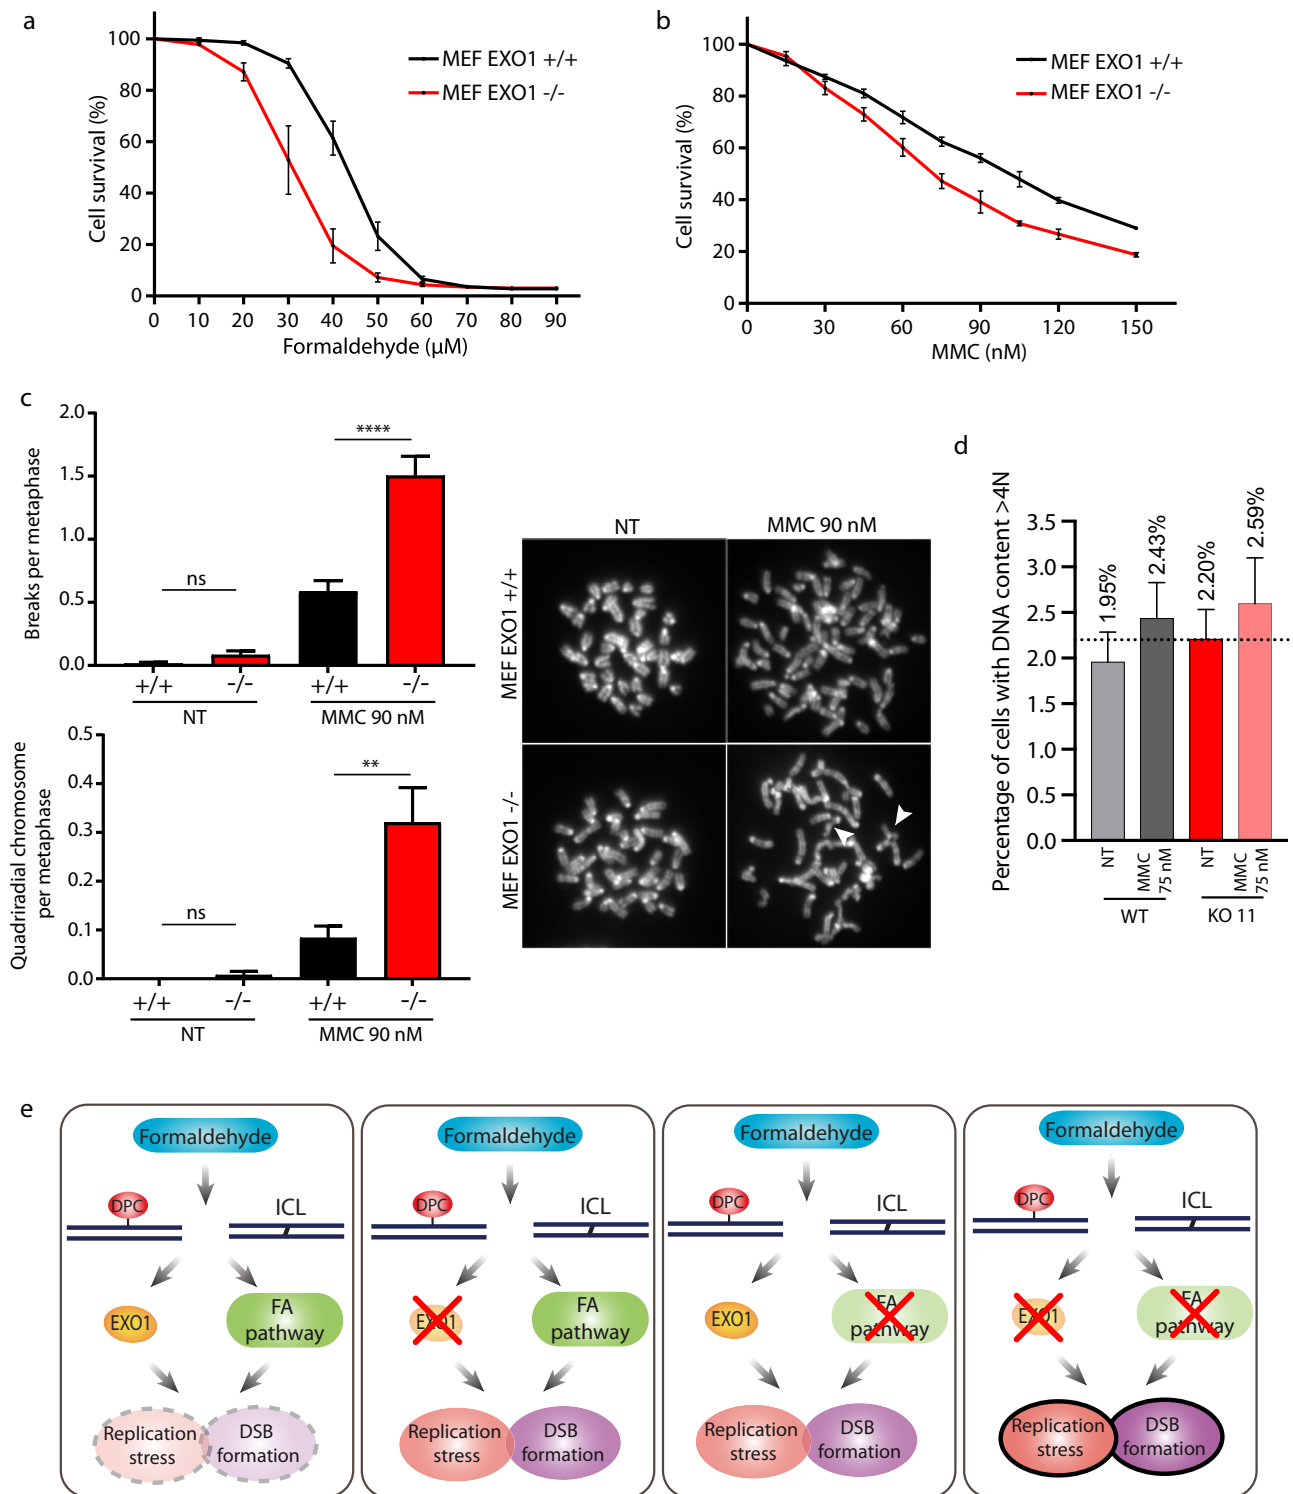 a
Cell survival (%)
100
80
60
40
20
0
0 10 20 30 40 50 60 70 80 90
Formaldehyde (µM)
MEF EXO1 +/+
MEF EXO1 -/-
b
Cell survival (%)
100
80
60
40
20
0
0 30 60 90 120 150
MMC (nM)
MEF EXO1 +/+
MEF EXO1 -/-
c
Breaks per metaphase
2.0
1.5
1.0
0.5
0.0
ns
****
+/+ -/- +/+ -/-
NT MMC 90 nM
Quadriradial chromosome
per metaphase
0.5
0.4
0.3
0.2
0.1
0.0
ns
**
+/+ -/- +/+ -/-
NT MMC 90 nM
NT MMC 90 nM
MEF EXO1 +/+
MEF EXO1 -/-
d
Percentage of cells with DNA content >4N
3.5
3.0
2.5
2.0
1.5
1.0
0.5
0.0
1.95%
2.43%
2.20%
2.59%
NT
MMC
75 nM
NT
MMC
75 nM
WT KO 11
e
Formaldehyde
DPC
ICL
EXO1
FA
pathway
Replication
stress
DSB
formation
Formaldehyde
DPC
ICL
EXO1
FA
pathway
Replication
stress
DSB
formation
Formaldehyde
DPC
ICL
EXO1
FA
pathway
Replication
stress
DSB
formation
Formaldehyde
DPC
ICL
EXO1
FA
pathway
Replication
stress
DSB
formation